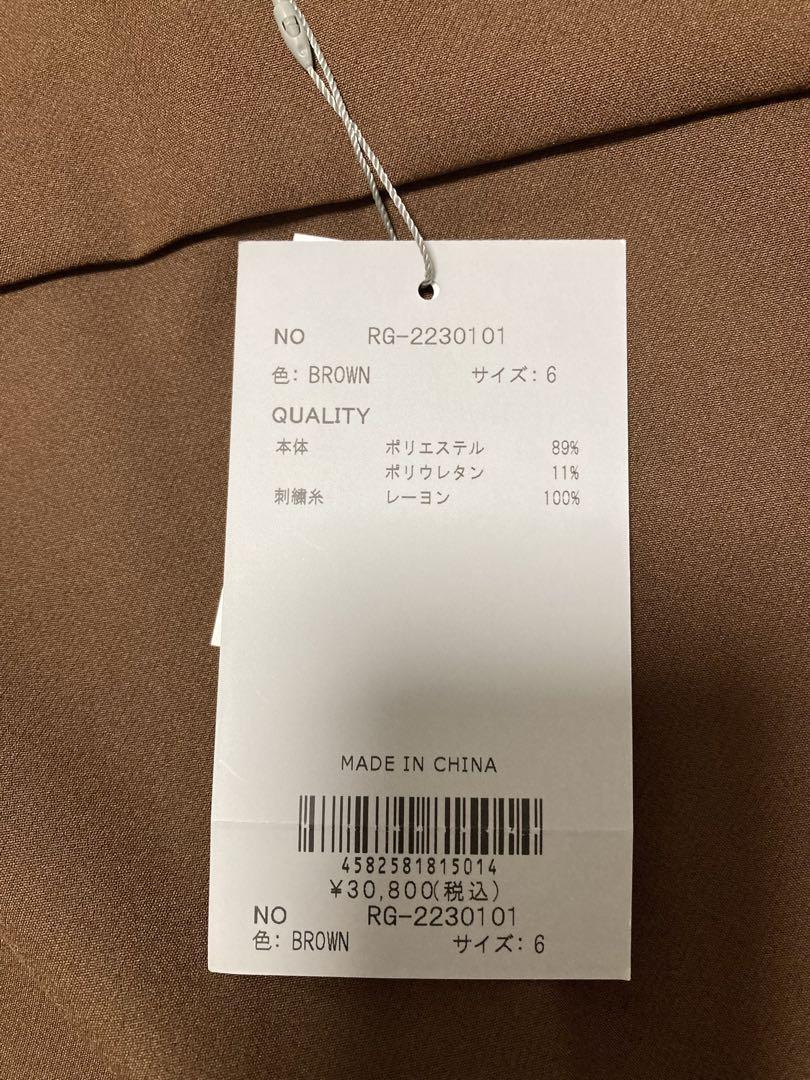 NO RG-2230101
色: BROWN サイズ: 6
QUALITY
本体 ポリエステル 89%
ポリウレタン 11%
刺繍糸 レーヨン 100%
MADE IN CHINA
4582581815014
¥30,800(税込)
NO RG-2230101
色: BROWN サイズ: 6